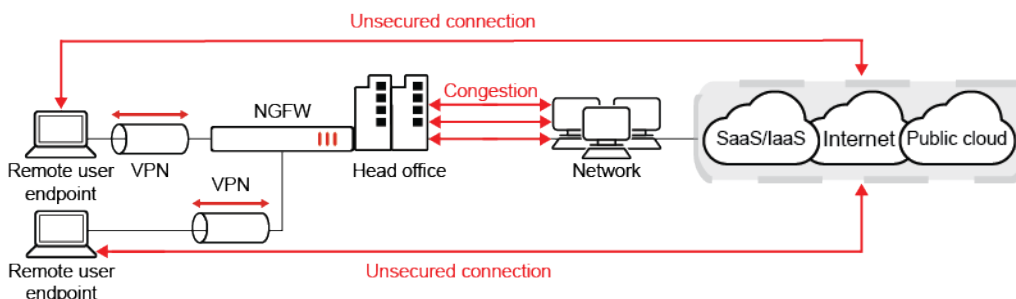 Unsecured connection
NGFW
Congestion
SaaS/IaaS
Internet
Public cloud
Remote user
endpoint
VPN
Head office
Network
VPN
Remote user
endpoint
Unsecured connection